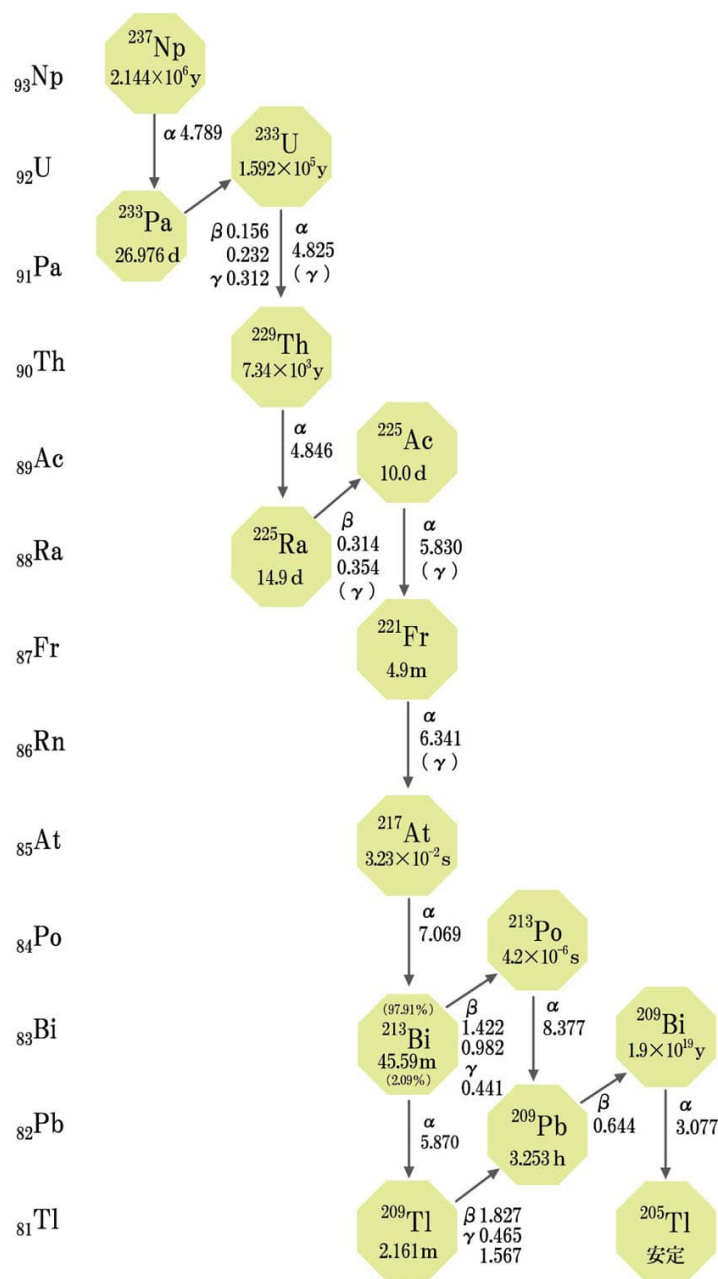 ₉₃Np
²³⁷Np
2.144×10⁶y
α 4.789
₉₂U
²³³U
1.592×10⁵y
²³³Pa
26.976 d
β 0.156
0.232
γ 0.312
α
4.825
(γ)
₉₁Pa
₉₀Th
²²⁹Th
7.34×10³y
α
4.846
₈₉Ac
²²⁵Ac
10.0 d
₈₈Ra
²²⁵Ra
14.9 d
β
0.314
0.354
(γ)
α
5.830
(γ)
₈₇Fr
²²¹Fr
4.9m
α
6.341
(γ)
₈₆Rn
₈₅At
²¹⁷At
3.23×10⁻²s
α
7.069
₈₄Po
²¹³Po
4.2×10⁻⁶s
₈₃Bi
(97.91%)
²¹³Bi
45.59m
(2.09%)
β
1.422
0.982
γ
0.441
α
8.377
²⁰⁹Bi
1.9×10¹⁹y
₈₂Pb
α
5.870
²⁰⁹Pb
3.253 h
β
0.644
α
3.077
₈₁Tl
²⁰⁹Tl
2.161m
β 1.827
γ 0.465
1.567
²⁰⁵Tl
安定